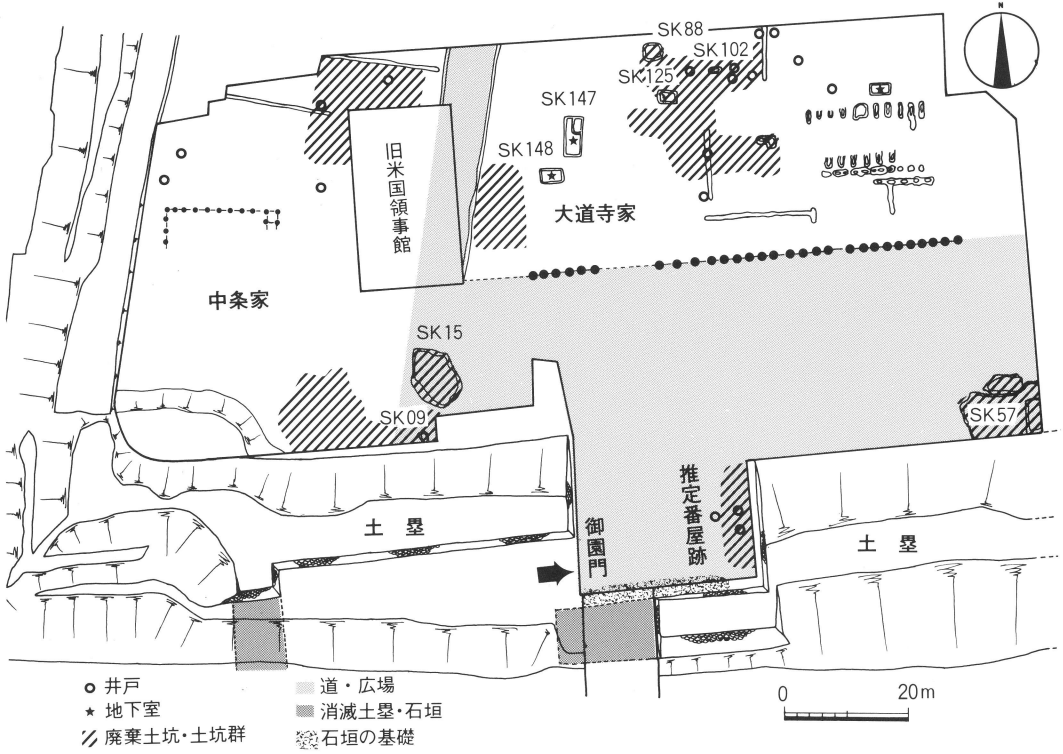 N
SK88
SK102
SK125
SK147
SK148
旧米国領事館
大道寺家
中条家
SK15
SK09
SK57
推定番屋跡
御園門
土塁
土塁
井戸
地下室
廃棄土坑・土坑群
道・広場
消滅土塁・石垣
石垣の基礎
0 20m